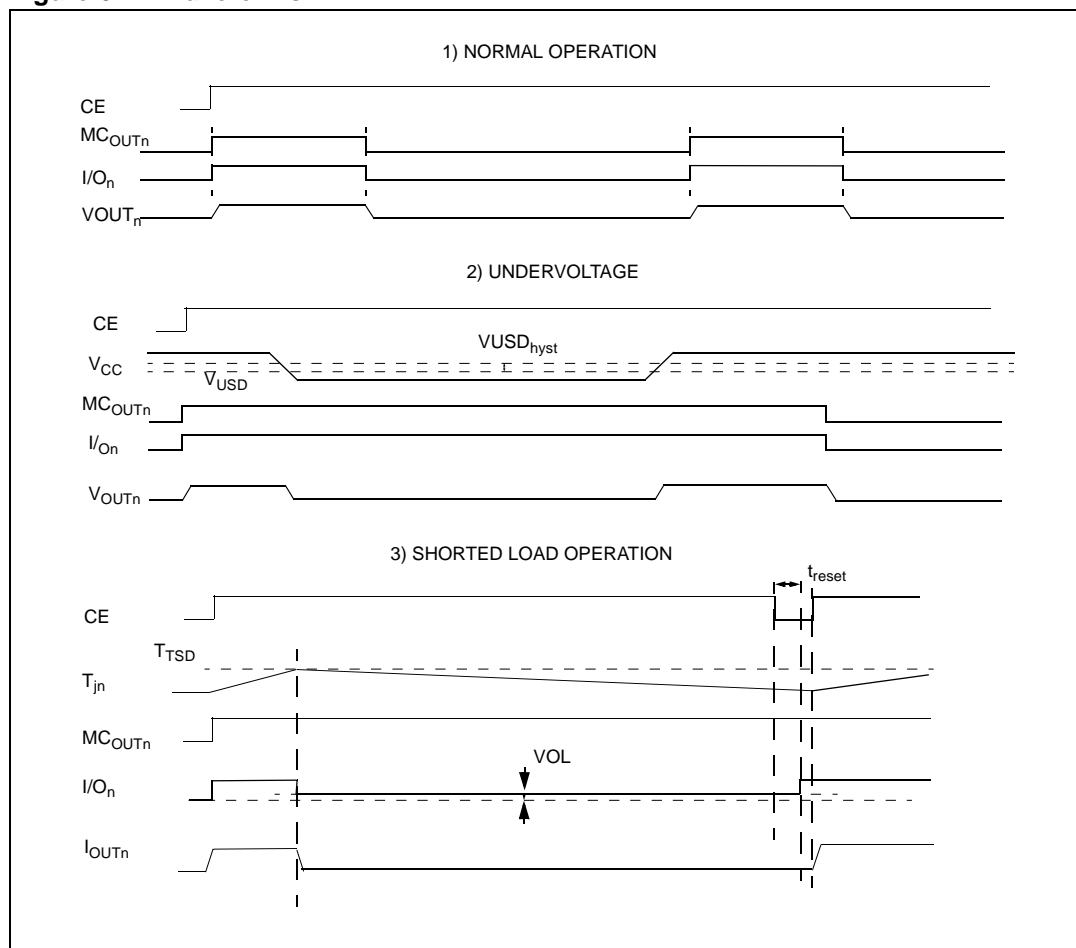 1) NORMAL OPERATION
CE
MCOUTn
I/On
VOUTn
2) UNDERVOLTAGE
CE
VUSDhyst
VCC
VUSD
MCOUTn
I/On
VOUTn
3) SHORTED LOAD OPERATION
treset
CE
TTSD
Tjn
MCOUTn
VOL
I/On
IOUTn